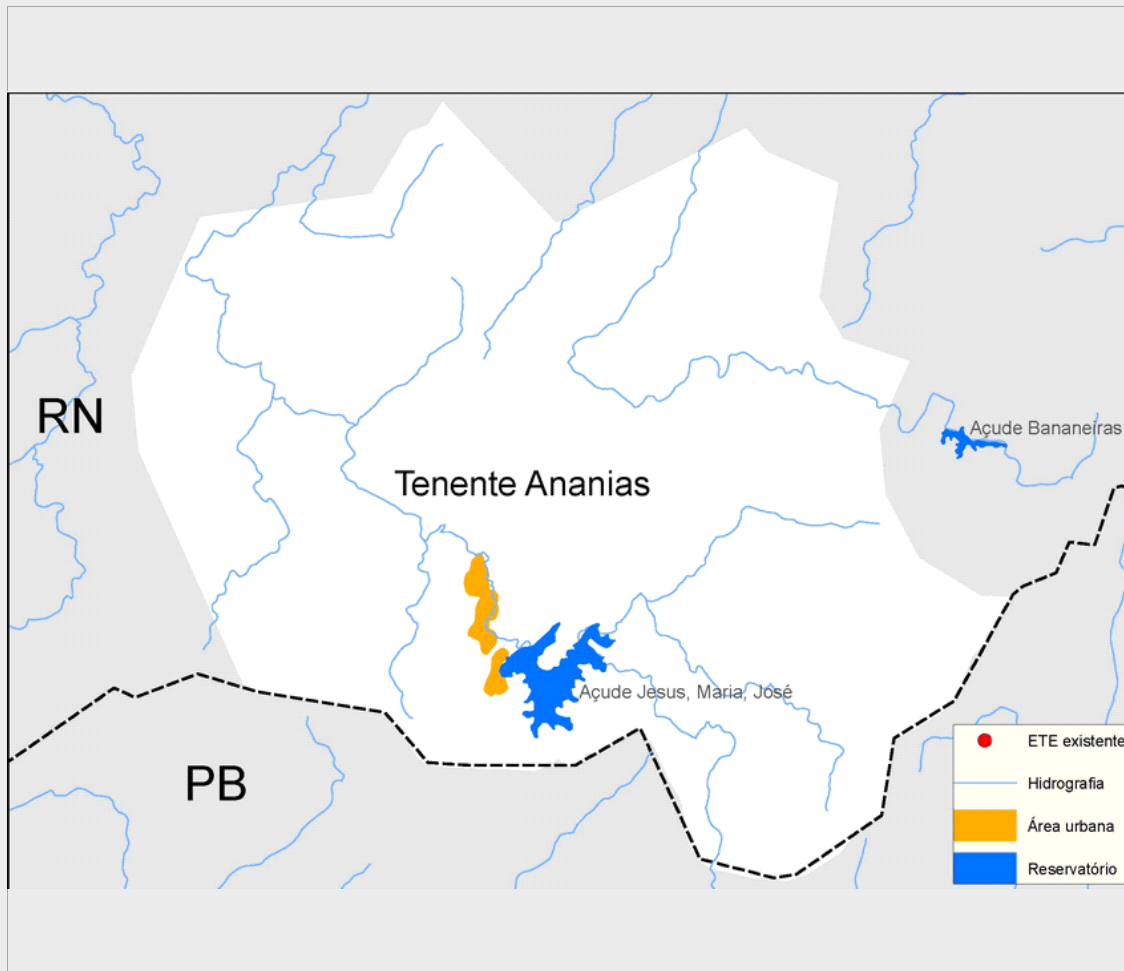 RN
Açude Bananeiras
Tenente Ananias
Açude Jesus, Maria, José
PB
ETE existente
Hidrografia
Área urbana
Reservatório